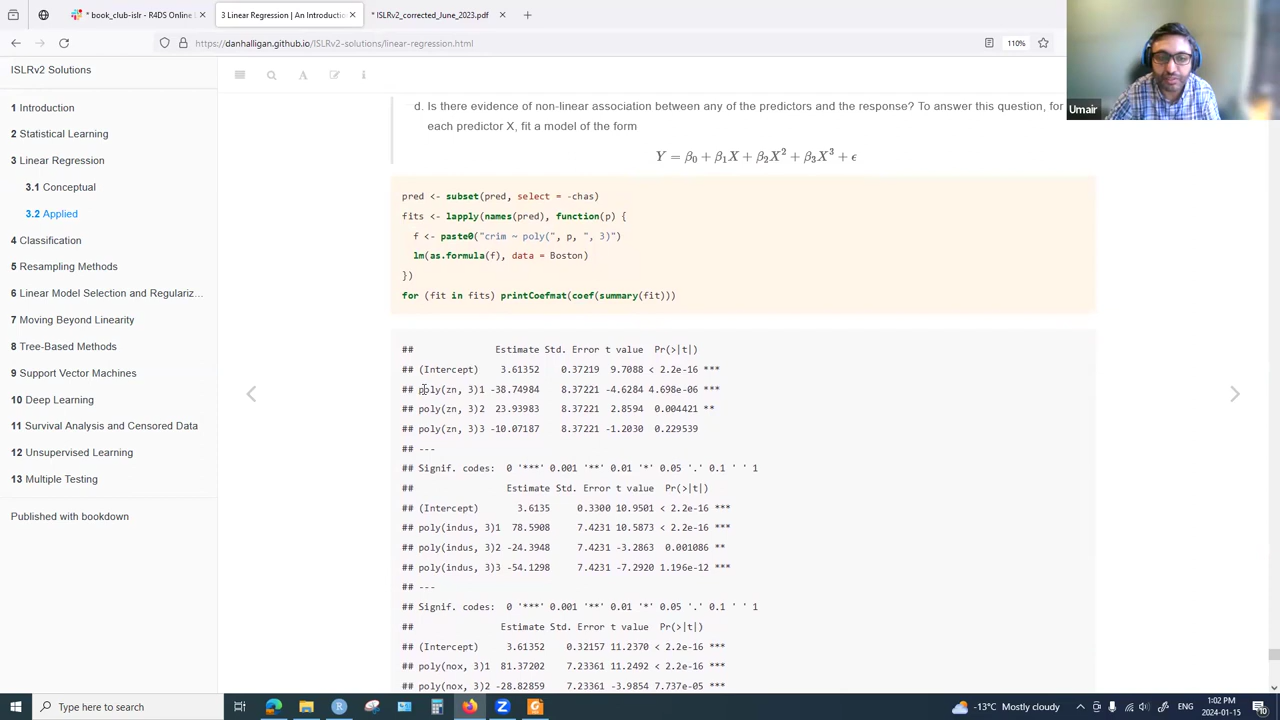 book_club-islr - R4DS Online
3 Linear Regression | An Introductio
* ISLRv2_corrected_June_2023.pdf
https://danhalligan.github.io/ISLRv2-solutions/linear-regression.html
110%
Umair
ISLRv2 Solutions
1 Introduction
2 Statistical Learning
3 Linear Regression
3.1 Conceptual
3.2 Applied
4 Classification
5 Resampling Methods
6 Linear Model Selection and Regulariz...
7 Moving Beyond Linearity
8 Tree-Based Methods
9 Support Vector Machines
10 Deep Learning
11 Survival Analysis and Censored Data
12 Unsupervised Learning
13 Multiple Testing
Published with bookdown
d. Is there evidence of non-linear association between any of the predictors and the response? To answer this question, for
each predictor X, fit a model of the form
Y = β0 + β1X + β2X² + β3X³ + ϵ
pred <- subset(pred, select = -chas)
fits <- lapply(names(pred), function(p) {
f <- paste0("crim ~ poly(", p, ", 3)")
lm(as.formula(f), data = Boston)
})
for (fit in fits) printCoefmat(coef(summary(fit)))
## Estimate Std. Error t value Pr(>|t|)
## (Intercept) 3.61352 0.37219 9.7088 < 2.2e-16 ***
## poly(zn, 3)1 -38.74984 8.37221 -4.6284 4.698e-06 ***
## poly(zn, 3)2 23.93983 8.37221 2.8594 0.004421 **
## poly(zn, 3)3 -10.07187 8.37221 -1.2030 0.229539
## ---
## Signif. codes: 0 '***' 0.001 '**' 0.01 '*' 0.05 '.' 0.1 ' ' 1
## Estimate Std. Error t value Pr(>|t|)
## (Intercept) 3.6135 0.3300 10.9501 < 2.2e-16 ***
## poly(indus, 3)1 78.5908 7.4231 10.5873 < 2.2e-16 ***
## poly(indus, 3)2 -24.3948 7.4231 -3.2863 0.001086 **
## poly(indus, 3)3 -54.1298 7.4231 -7.2920 1.196e-12 ***
## ---
## Signif. codes: 0 '***' 0.001 '**' 0.01 '*' 0.05 '.' 0.1 ' ' 1
## Estimate Std. Error t value Pr(>|t|)
## (Intercept) 3.61352 0.32157 11.2370 < 2.2e-16 ***
## poly(nox, 3)1 81.37202 7.23361 11.2492 < 2.2e-16 ***
## poly(nox, 3)2 -28.82859 7.23361 -3.9854 7.737e-05 ***
Type here to search
-13°C Mostly cloudy
ENG
1:02 PM
2024-01-15